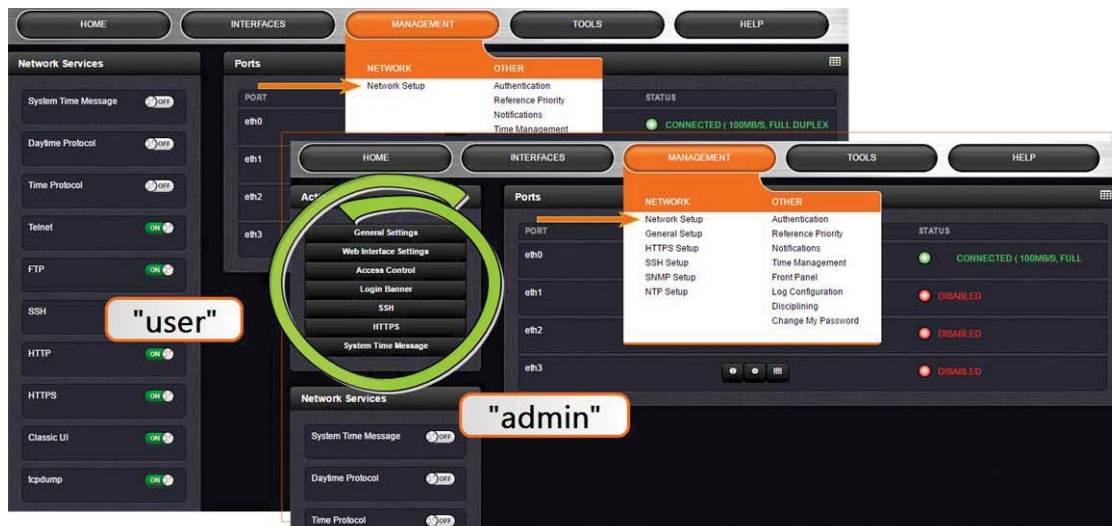 HOME INTERFACES MANAGEMENT TOOLS HELP
Network Services
System Time Message OFF
Daytime Protocol OFF
Time Protocol OFF
Telnet ON
FTP ON
SSH
HTTP ON
HTTPS ON
Classic UI ON
tcpdump ON
"user"
Ports
PORT STATUS
eth0 CONNECTED ( 100MB/S, FULL DUPLEX
eth1
eth2
eth3
NETWORK OTHER
Network Setup Authentication
Reference Priority
Notifications
Time Management
HOME INTERFACES MANAGEMENT TOOLS HELP
General Settings
Web Interface Settings
Access Control
Login Banner
SSH
HTTPS
System Time Message
Network Services
System Time Message OFF
Daytime Protocol OFF
Time Protocol OFF
"admin"
Ports
PORT STATUS
eth0 CONNECTED ( 100MB/S, FULL
eth1 DISABLED
eth2 DISABLED
eth3 DISABLED
NETWORK OTHER
Network Setup Authentication
General Setup Reference Priority
HTTPS Setup Notifications
SSH Setup Time Management
SNMP Setup Front Panel
NTP Setup Log Configuration
Disciplining
Change My Password